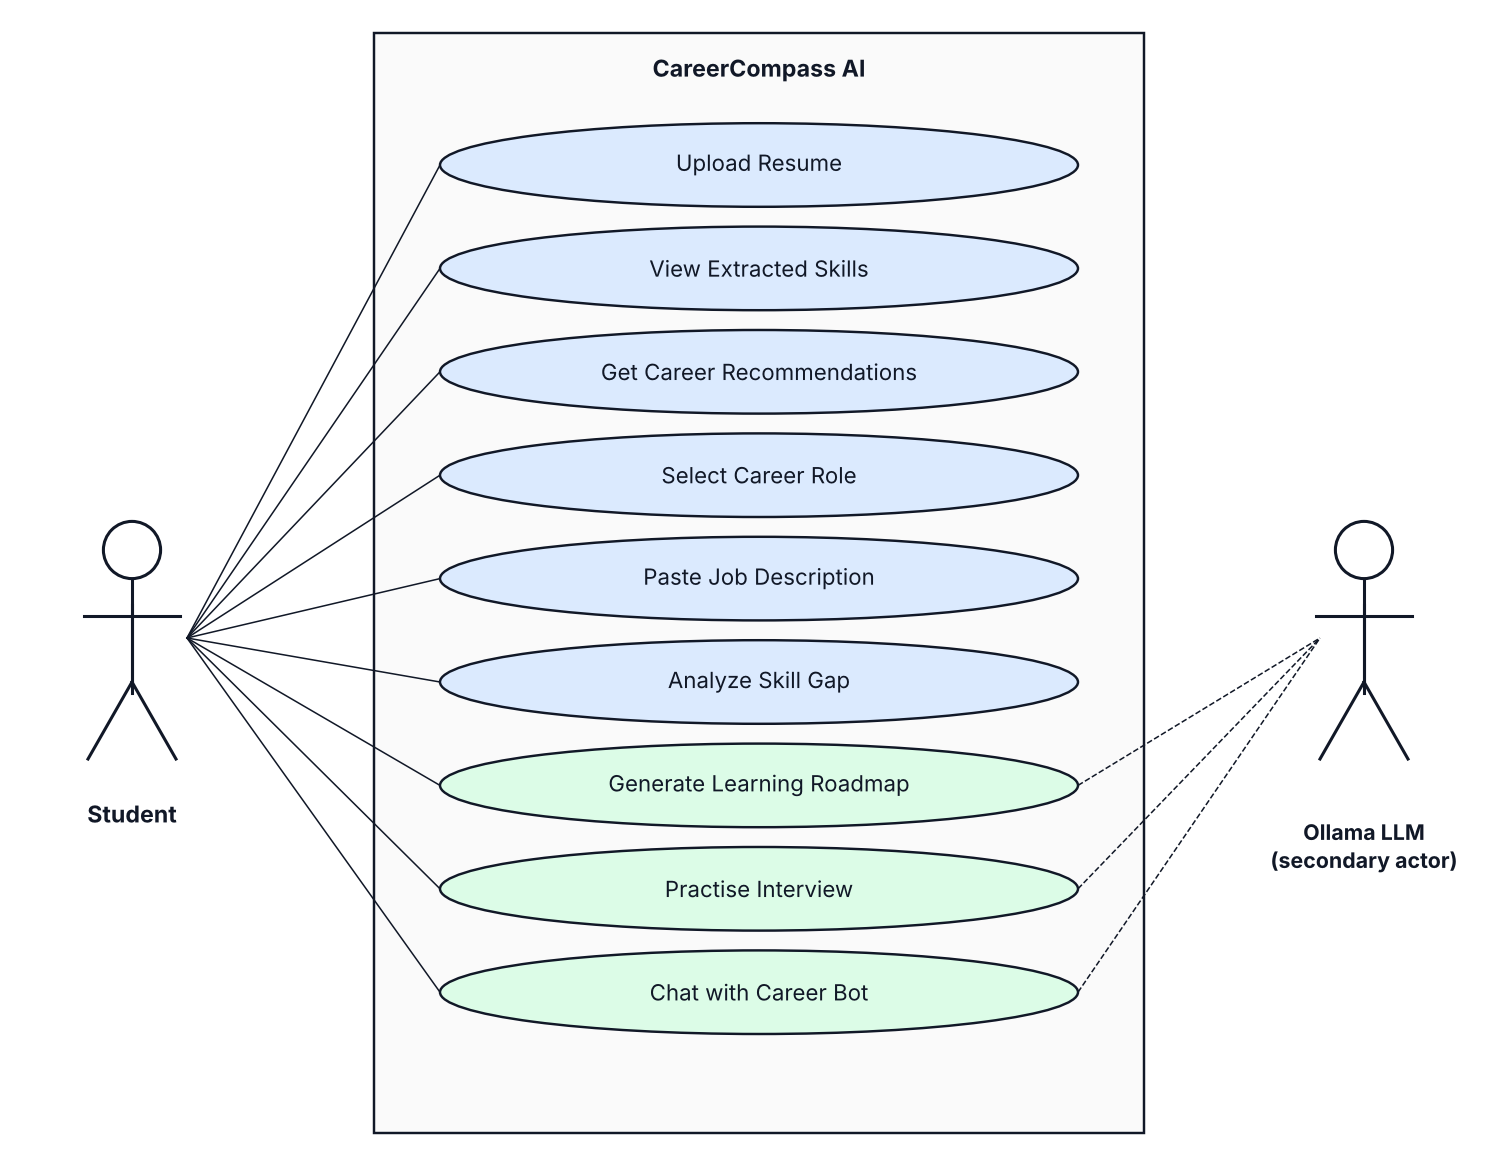 CareerCompass AI
Upload Resume
View Extracted Skills
Get Career Recommendations
Select Career Role
Paste Job Description
Analyze Skill Gap
Generate Learning Roadmap
Practise Interview
Chat with Career Bot
Student
Ollama LLM
(secondary actor)